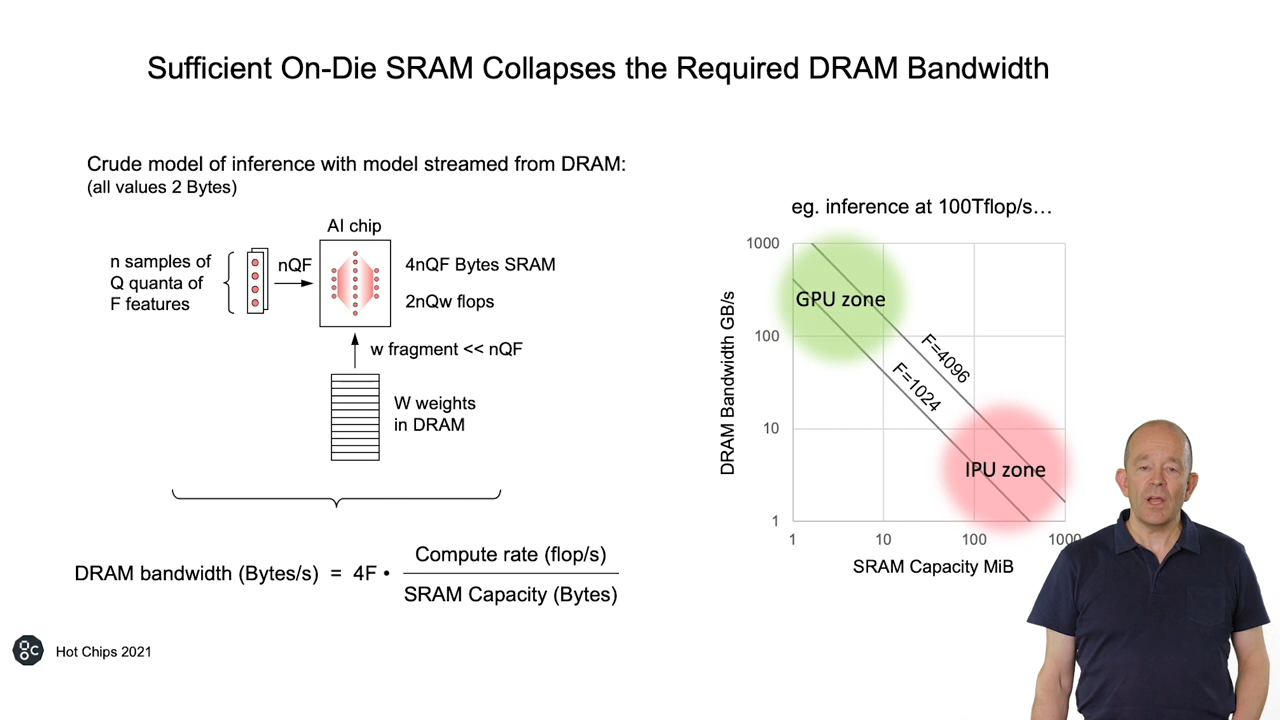 Sufficient On-Die SRAM Collapses the Required DRAM Bandwidth
Crude model of inference with model streamed from DRAM:
(all values 2 Bytes)
AI chip
n samples of
Q quanta of
F features
nQF
4nQF Bytes SRAM
2nQw flops
w fragment << nQF
W weights
in DRAM
DRAM bandwidth (Bytes/s) = 4F •
Compute rate (flop/s)
SRAM Capacity (Bytes)
eg. inference at 100Tflop/s…
DRAM Bandwidth GB/s
1000
100
10
1
GPU zone
F=4096
F=1024
IPU zone
1
10
100
1000
SRAM Capacity MiB
gc
Hot Chips 2021